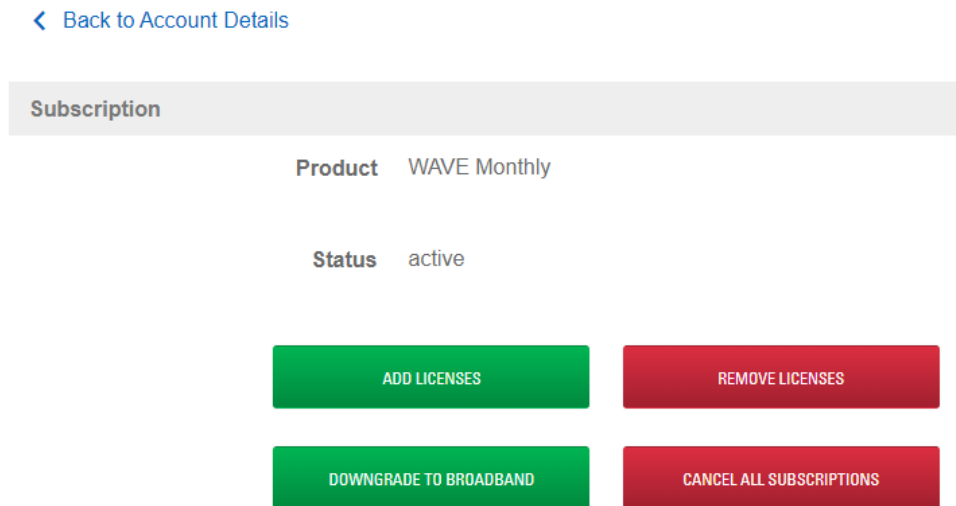 Back to Account Details
Subscription
Product WAVE Monthly
Status active
ADD LICENSES REMOVE LICENSES
DOWNGRADE TO BROADBAND CANCEL ALL SUBSCRIPTIONS